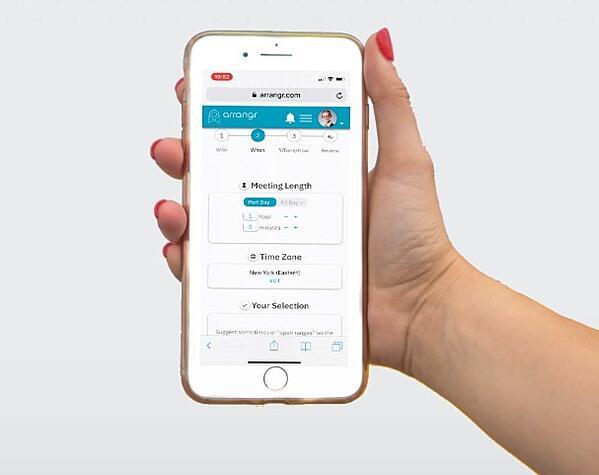 10:52
arrangr.com
arrangr
1 2 3
Who When Where/How Review
Meeting Length
Part Day All Day
1 hour - +
0 minutes - +
Time Zone
New York (Eastern)
edit
Your Selection
Suggest some times or "open ranges" on the